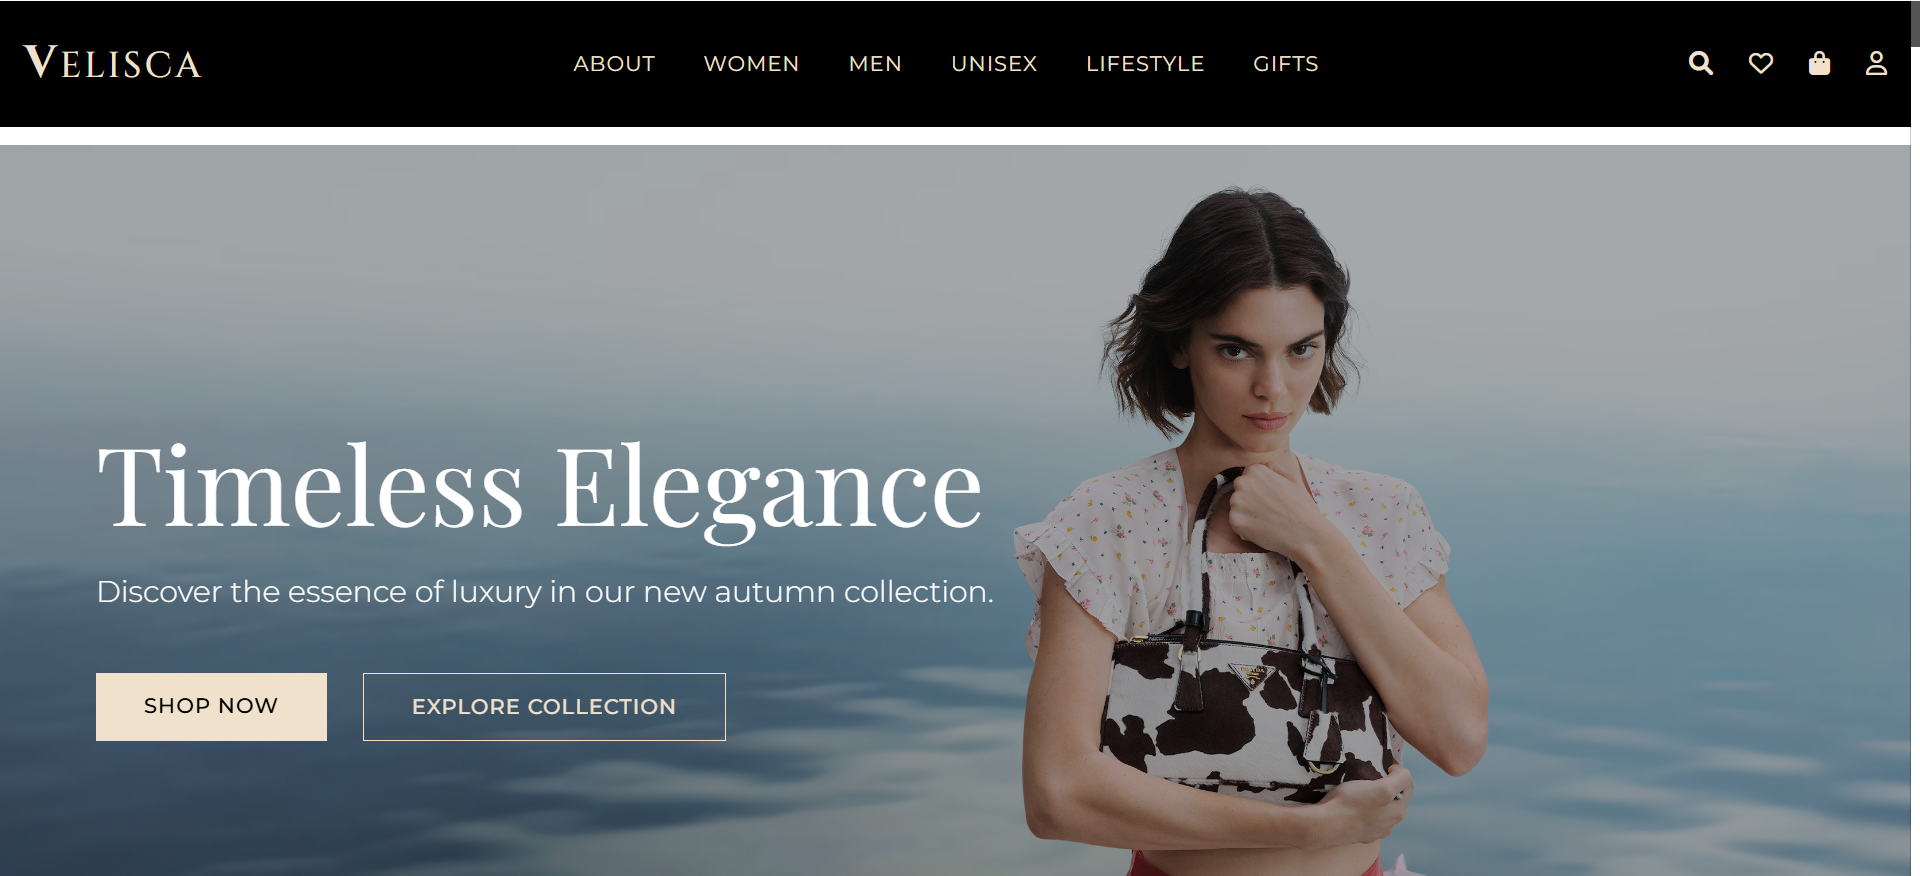 VELISCA
ABOUT WOMEN MEN UNISEX LIFESTYLE GIFTS
Timeless Elegance
Discover the essence of luxury in our new autumn collection.
SHOP NOW EXPLORE COLLECTION
PRADA